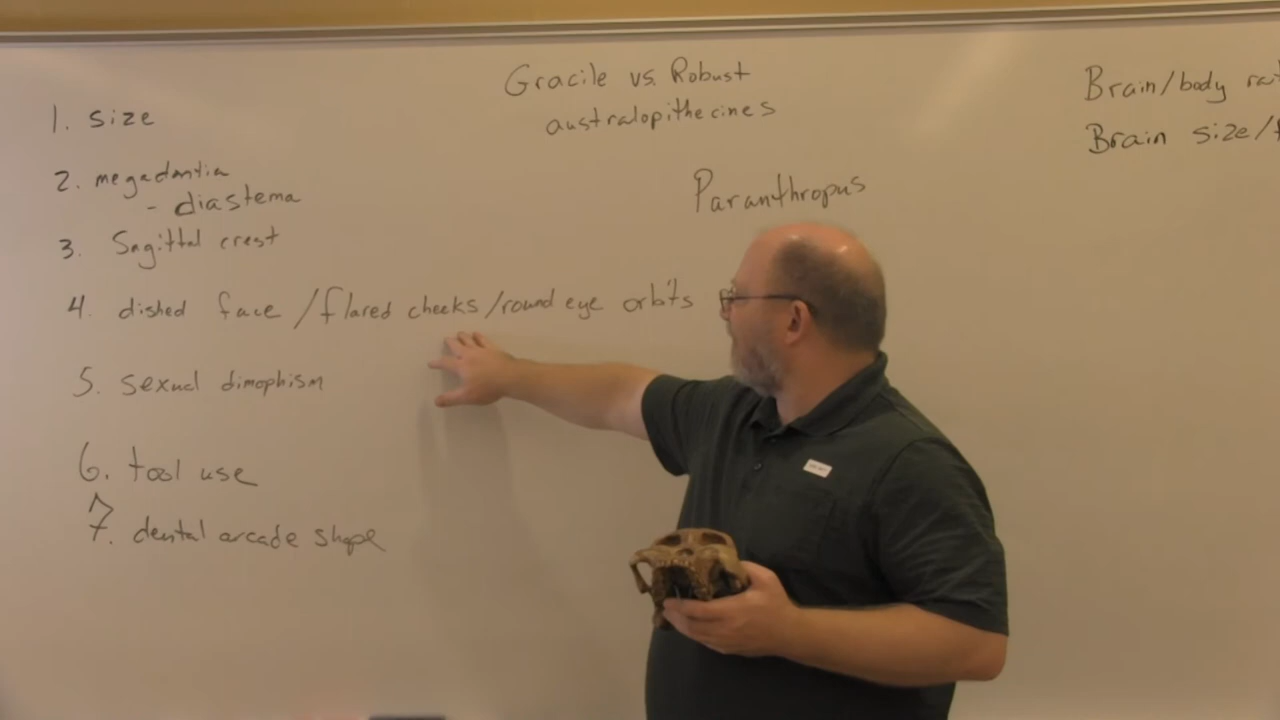 Gracile vs. Robust
australopithecines
Paranthropus
1. size
2. megadontia
- diastema
3. Sagittal crest
4. dished face / flared cheeks / round eye orbits
5. sexual dimophism
6. tool use
7. dental arcade shape
Brain/body
Brain size/